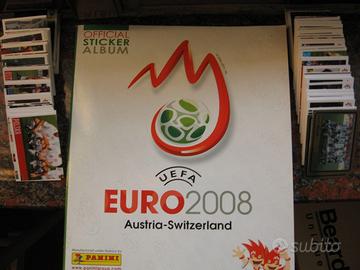 OFFICIAL
STICKER
ALBUM
UEFA
EURO2008
Austria-Switzerland
PANINI
subito